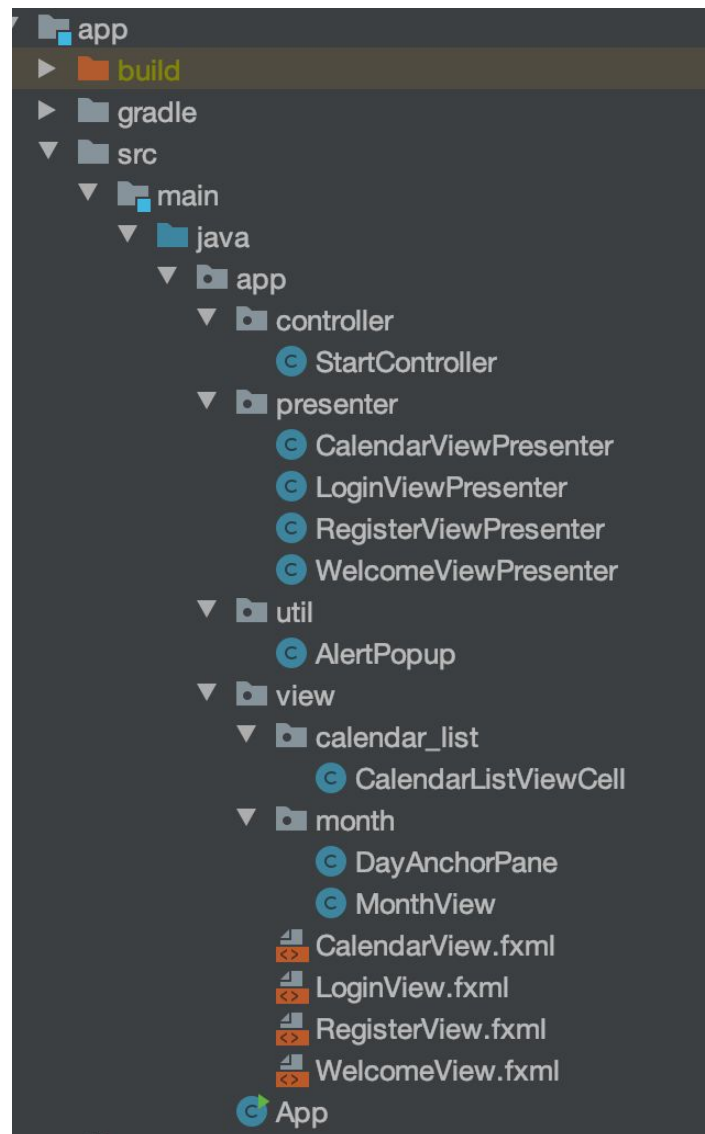 app
build
gradle
src
main
java
app
controller
StartController
presenter
CalendarViewPresenter
LoginViewPresenter
RegisterViewPresenter
WelcomeViewPresenter
util
AlertPopup
view
calendar_list
CalendarListViewCell
month
DayAnchorPane
MonthView
CalendarView.fxml
LoginView.fxml
RegisterView.fxml
WelcomeView.fxml
App